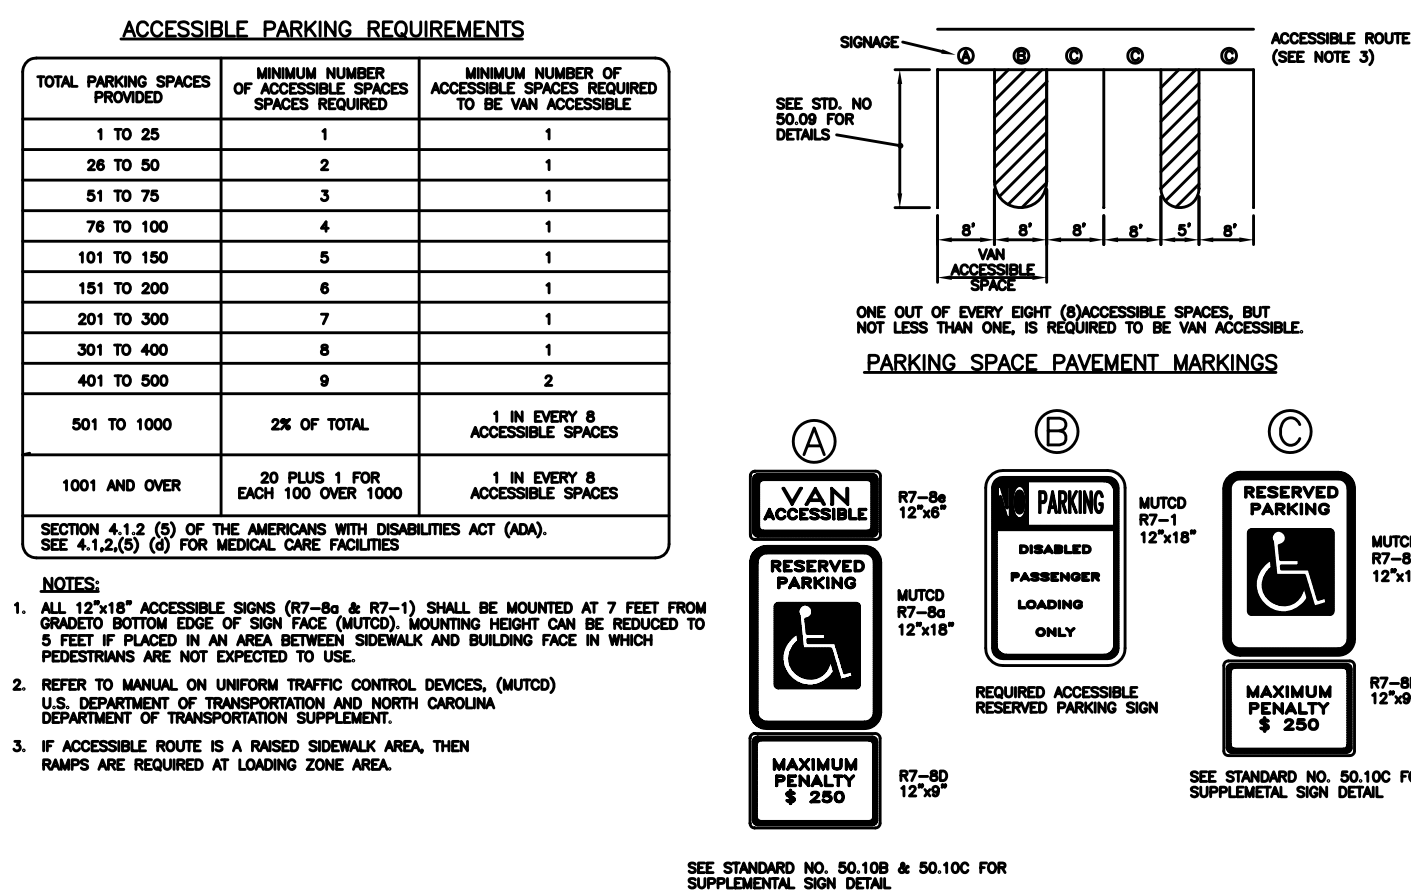 ACCESSIBLE PARKING REQUIREMENTS
TOTAL PARKING SPACES
PROVIDED
MINIMUM NUMBER
OF ACCESSIBLE SPACES
SPACES REQUIRED
MINIMUM NUMBER OF
ACCESSIBLE SPACES REQUIRED
TO BE VAN ACCESSIBLE
1 TO 25 1 1
26 TO 50 2 1
51 TO 75 3 1
76 TO 100 4 1
101 TO 150 5 1
151 TO 200 6 1
201 TO 300 7 1
301 TO 400 8 1
401 TO 500 9 2
501 TO 1000 2% OF TOTAL
1 IN EVERY 8
ACCESSIBLE SPACES
1001 AND OVER
20 PLUS 1 FOR
EACH 100 OVER 1000
1 IN EVERY 8
ACCESSIBLE SPACES
SECTION 4.1.2 (5) OF THE AMERICANS WITH DISABILITIES ACT (ADA).
SEE 4.1,2,(5) (d) FOR MEDICAL CARE FACILITIES
NOTES:
1. ALL 12"x18" ACCESSIBLE SIGNS (R7-8a & R7-1) SHALL BE MOUNTED AT 7 FEET FROM
GRADETO BOTTOM EDGE OF SIGN FACE (MUTCD). MOUNTING HEIGHT CAN BE REDUCED TO
5 FEET IF PLACED IN AN AREA BETWEEN SIDEWALK AND BUILDING FACE IN WHICH
PEDESTRIANS ARE NOT EXPECTED TO USE.
2. REFER TO MANUAL ON UNIFORM TRAFFIC CONTROL DEVICES, (MUTCD)
U.S. DEPARTMENT OF TRANSPORTATION AND NORTH CAROLINA
DEPARTMENT OF TRANSPORTATION SUPPLEMENT.
3. IF ACCESSIBLE ROUTE IS A RAISED SIDEWALK AREA, THEN
RAMPS ARE REQUIRED AT LOADING ZONE AREA.
SIGNAGE
A B C C C
ACCESSIBLE ROUTE
(SEE NOTE 3)
SEE STD. NO
50.09 FOR
DETAILS
8' 8' 8' 8' 5' 8'
VAN
ACCESSIBLE
SPACE
ONE OUT OF EVERY EIGHT (8)ACCESSIBLE SPACES, BUT
NOT LESS THAN ONE, IS REQUIRED TO BE VAN ACCESSIBLE.
PARKING SPACE PAVEMENT MARKINGS
A
VAN
ACCESSIBLE
R7-8e
12"x6"
RESERVED
PARKING
MUTCD
R7-8a
12"x18"
MAXIMUM
PENALTY
$ 250
R7-8D
12"x9"
SEE STANDARD NO. 50.10B & 50.10C FOR
SUPPLEMENTAL SIGN DETAIL
B
NO PARKING
DISABLED
PASSENGER
LOADING
ONLY
MUTCD
R7-1
12"x18"
REQUIRED ACCESSIBLE
RESERVED PARKING SIGN
C
RESERVED
PARKING
R7-8
12"x1
MAXIMUM
PENALTY
$ 250
R7-8
12"x9
SEE STANDARD NO. 50.10C
SUPPLEMETAL SIGN DETAIL